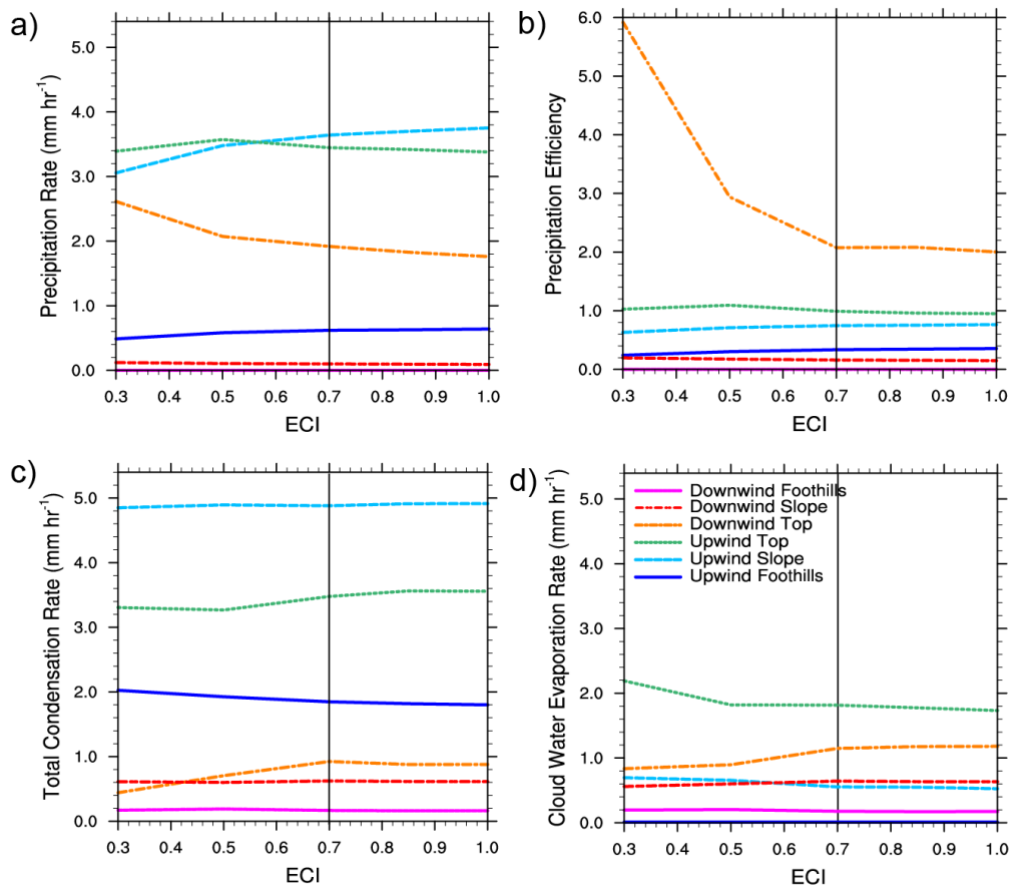 a)
Precipitation Rate (mm hr-1)
5.0
4.0
3.0
2.0
1.0
0.0
0.3 0.4 0.5 0.6 0.7 0.8 0.9 1.0
ECI
b)
Precipitation Efficiency
6.0
5.0
6.0
4.0
3.0
2.0
1.0
0.0
0.3 0.4 0.5 0.6 0.7 0.8 0.9 1.0
ECI
c)
Total Condensation Rate (mm hr-1)
5.0
4.0
3.0
2.0
1.0
0.0
0.3 0.4 0.5 0.6 0.7 0.8 0.9 1.0
ECI
d)
Cloud Water Evaporation Rate (mm hr-1)
5.0
4.0
3.0
2.0
1.0
0.0
Downwind Foothills
Downwind Slope
Downwind Top
Upwind Top
Upwind Slope
Upwind Foothills
0.3 0.4 0.5 0.6 0.7 0.8 0.9 1.0
ECI